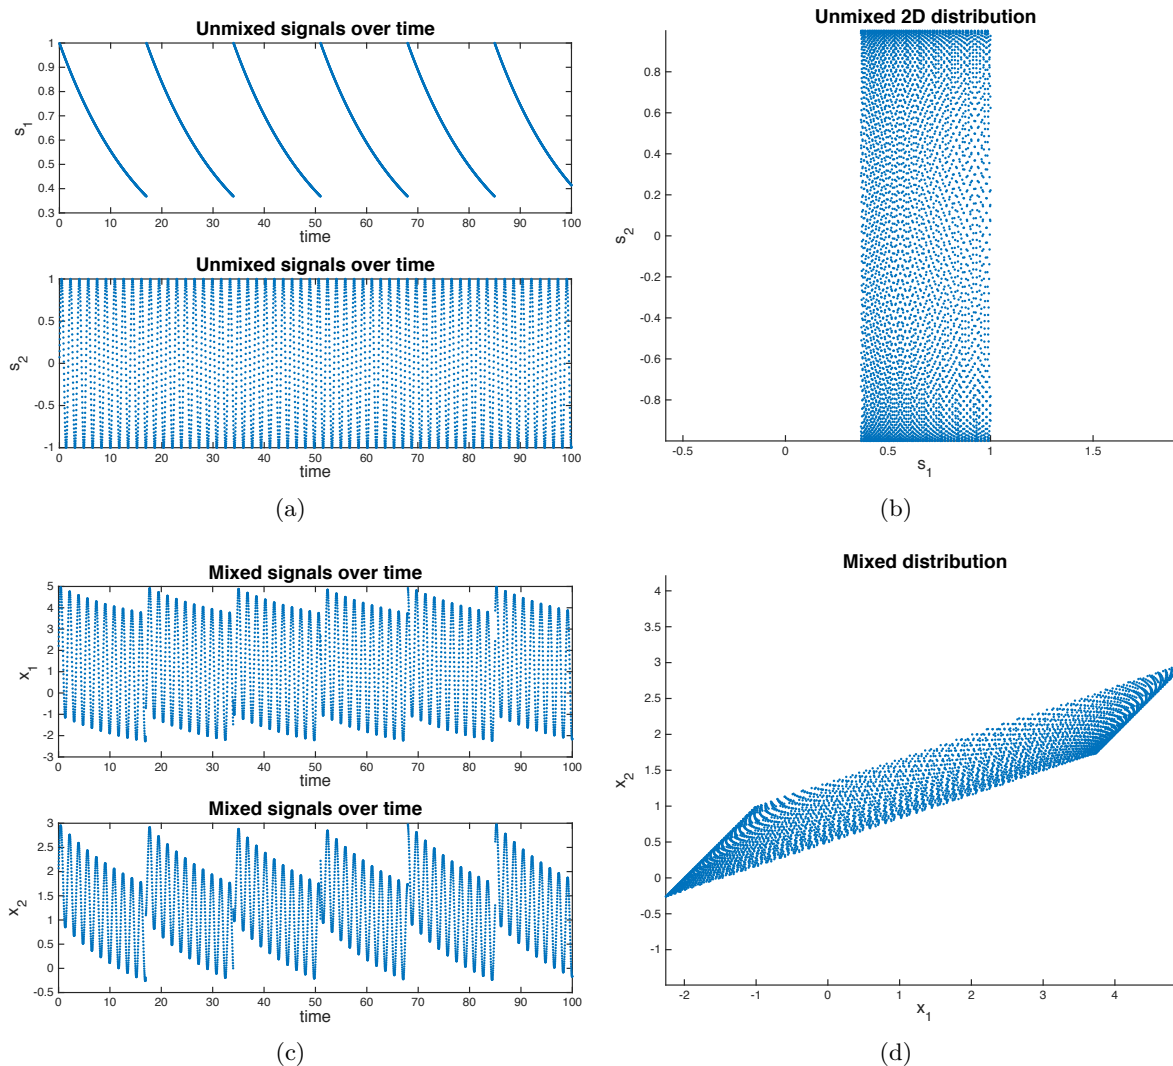 Unmixed signals over time
1
0.9
0.8
0.7
0.6
0.5
0.4
0.3
s1
0 10 20 30 40 50 60 70 80 90 100
time
Unmixed signals over time
1
0.5
0
-0.5
-1
s2
0 10 20 30 40 50 60 70 80 90 100
time
(a)
Unmixed 2D distribution
0.8
0.6
0.4
0.2
0
-0.2
-0.4
-0.6
-0.8
s2
-0.5 0 0.5 1 1.5
s1
(b)
Mixed signals over time
5
4
3
2
1
0
-1
-2
-3
x1
0 10 20 30 40 50 60 70 80 90 100
time
Mixed signals over time
3
2.5
2
1.5
1
0.5
0
-0.5
x2
0 10 20 30 40 50 60 70 80 90 100
time
(c)
Mixed distribution
4
3.5
3
2.5
2
1.5
1
0.5
0
-0.5
-1
x2
-2 -1 0 1 2 3 4
x1
(d)